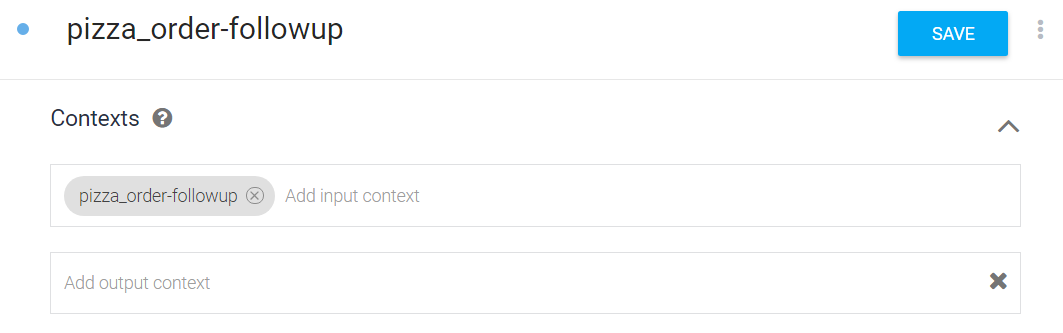 pizza_order-followup
SAVE
Contexts
pizza_order-followup Add input context
Add output context